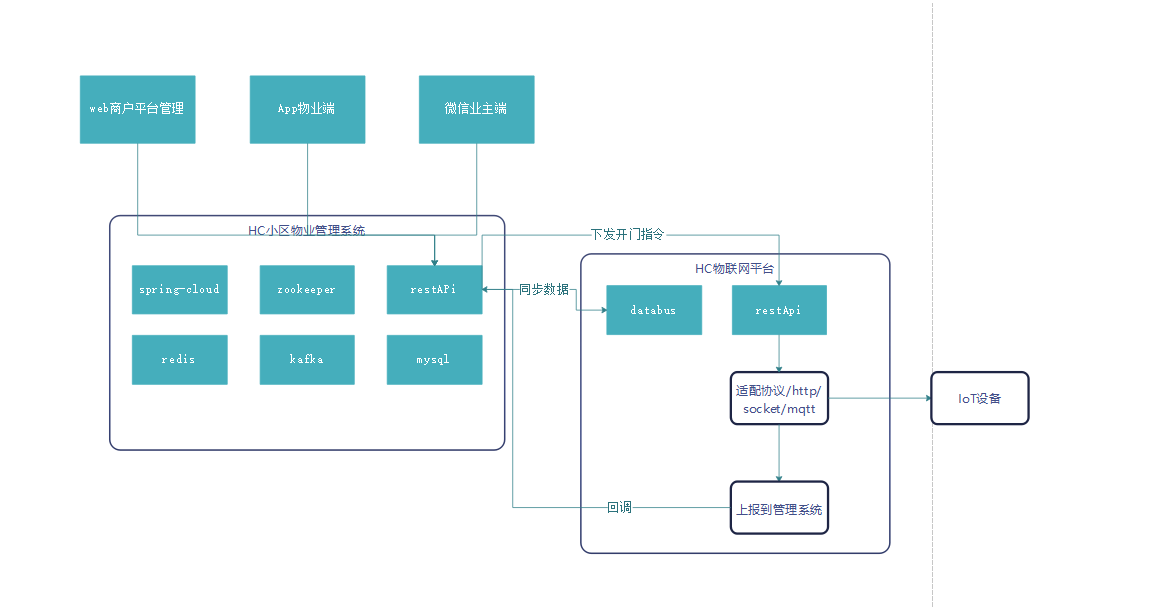 web商户平台管理
App物业端
微信业主端
HC小区物业管理系统
下发开门指令
HC物联网平台
spring-cloud
zookeeper
restAPi
同步数据
databus
restApi
redis
kafka
mysql
适配协议/http/
socket/mqtt
IoT设备
回调
上报到管理系统